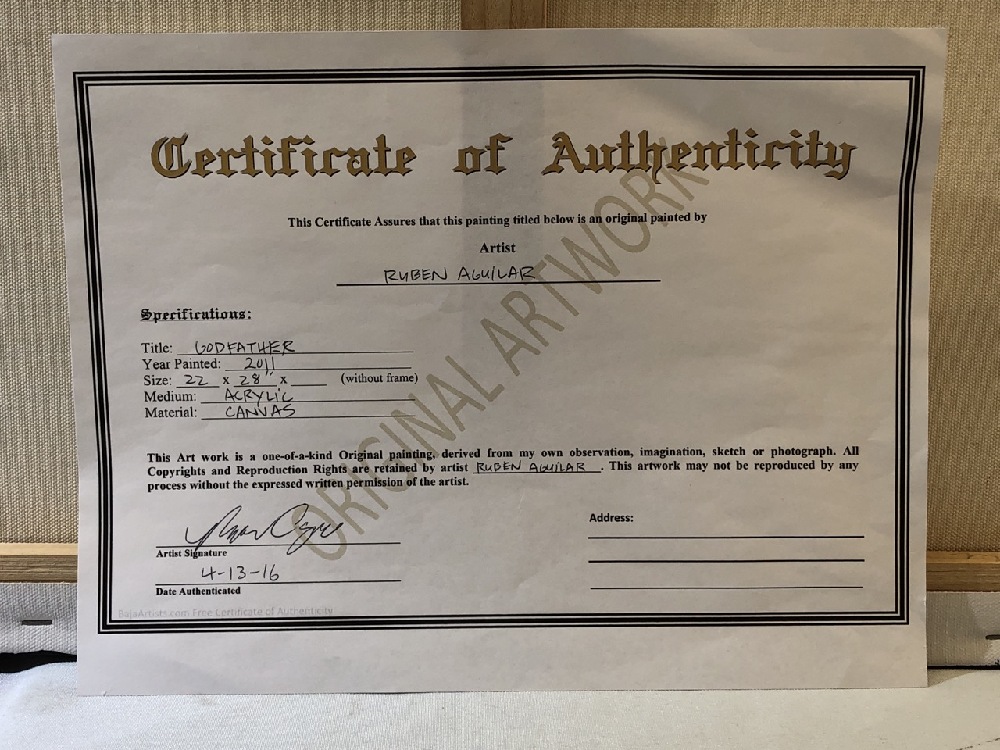 Certificate of Authenticity
This Certificate Assures that this painting titled below is an original painted by
Artist
RUBEN AGUILAR
Specifications:
Title: GODFATHER
Year Painted: 2011
Size: 22 x 28" x (without frame)
Medium: ACRYLIC
Material: CANVAS
ORIGINAL ARTWORK
This Art work is a one-of-a-kind Original painting, derived from my own observation, imagination, sketch or photograph. All
Copyrights and Reproduction Rights are retained by artist RUBEN AGUILAR . This artwork may not be reproduced by any
process without the expressed written permission of the artist.
Artist Signature
4-13-16
Date Authenticated
Address:
BajaArtists.com Free Certificate of Authenticity